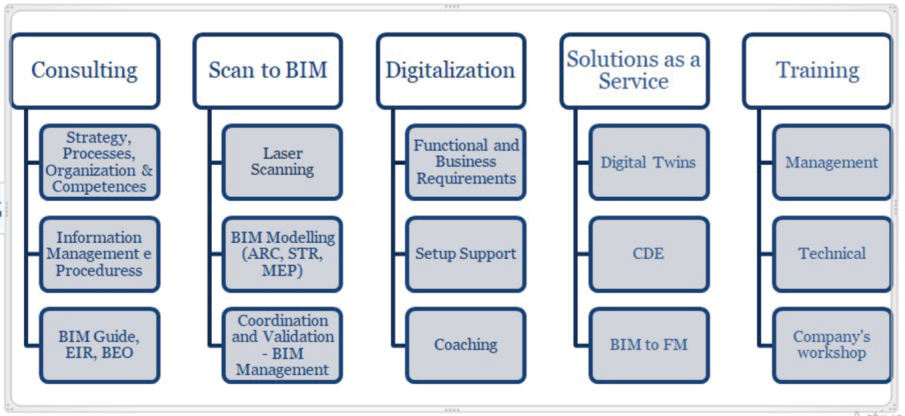 Consulting
Strategy,
Processes,
Organization &
Competences
Information
Management e
Proceduress
BIM Guide,
EIR, BEO
Scan to BIM
Laser
Scanning
BIM Modelling
(ARC, STR,
MEP)
Coordination
and Validation
- BIM
Management
Digitalization
Functional and
Business
Requirements
Setup Support
Coaching
Solutions as a
Service
Digital Twins
CDE
BIM to FM
Training
Management
Technical
Company's
workshop